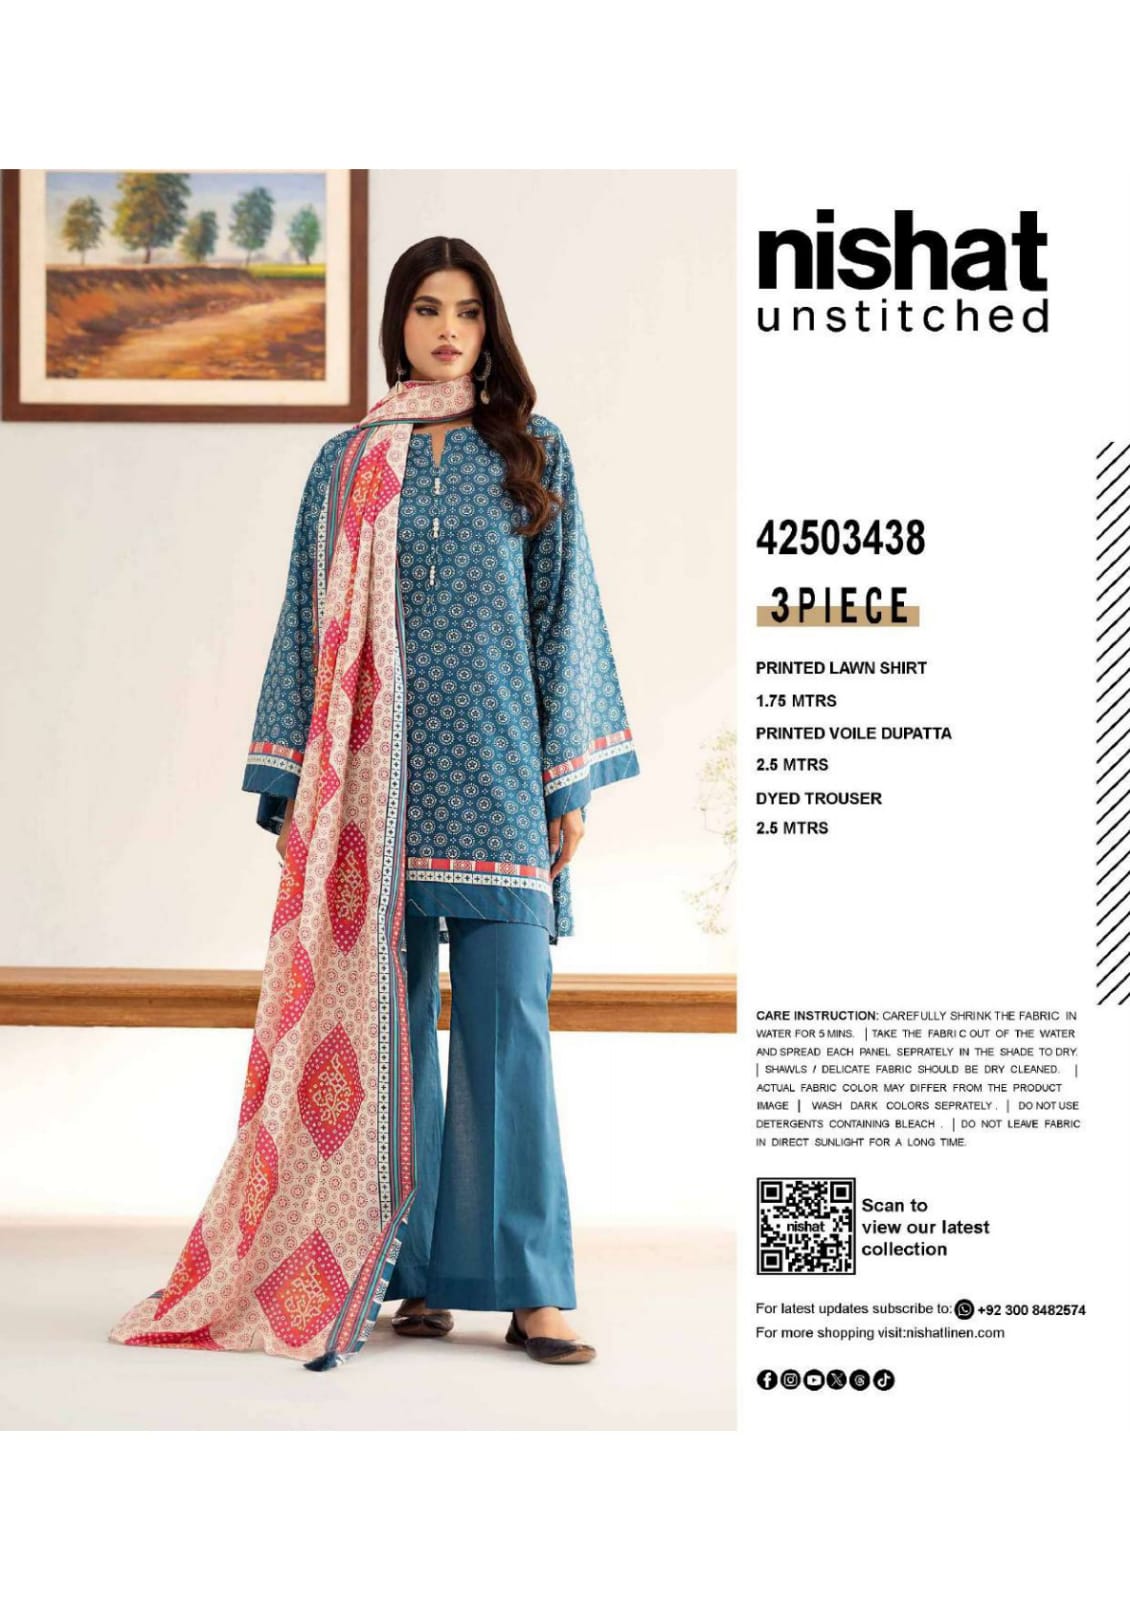 nishat
unstitched
42503438
3PIECE
PRINTED LAWN SHIRT
1.75 MTRS
PRINTED VOILE DUPATTA
2.5 MTRS
DYED TROUSER
2.5 MTRS
CARE INSTRUCTION: CAREFULLY SHRINK THE FABRIC IN
WATER FOR 5 MINS. | TAKE THE FABRIC OUT OF THE WATER
AND SPREAD EACH PANEL SEPRATELY IN THE SHADE TO DRY.
| SHAWLS / DELICATE FABRIC SHOULD BE DRY CLEANED. |
ACTUAL FABRIC COLOR MAY DIFFER FROM THE PRODUCT
IMAGE | WASH DARK COLORS SEPRATELY. | DO NOT USE
DETERGENTS CONTAINING BLEACH . | DO NOT LEAVE FABRIC
IN DIRECT SUNLIGHT FOR A LONG TIME.
nishat
Scan to
view our latest
collection
For latest updates subscribe to: +92 300 8482574
For more shopping visit:nishatlinen.com